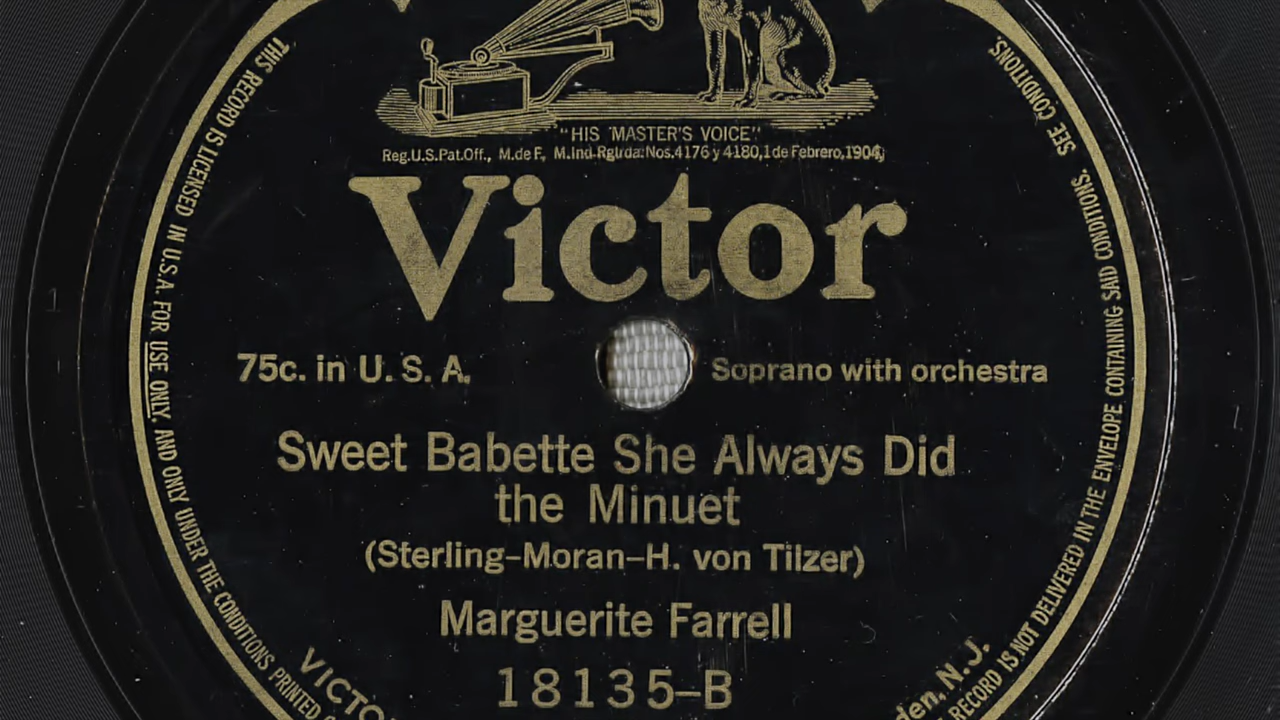 "HIS MASTER'S VOICE"
Reg.U.S.Pat.Off., M.de F, M.Ind.Rgtrda.Nos.4176 y 4180,1 de Febrero,1904,
Victor
75c. in U.S.A.
Soprano with orchestra
Sweet Babette She Always Did
the Minuet
(Sterling–Moran–H. von Tilzer)
Marguerite Farrell
18135–B
THIS RECORD IS LICENSED IN U.S.A. FOR USE ONLY, AND ONLY UNDER THE CONDITIONS PRINTED
RECORD IS NOT DELIVERED IN THE ENVELOPE CONTAINING SAID CONDITIONS. SEE CONDITIONS.
VICTO
den, N.J.